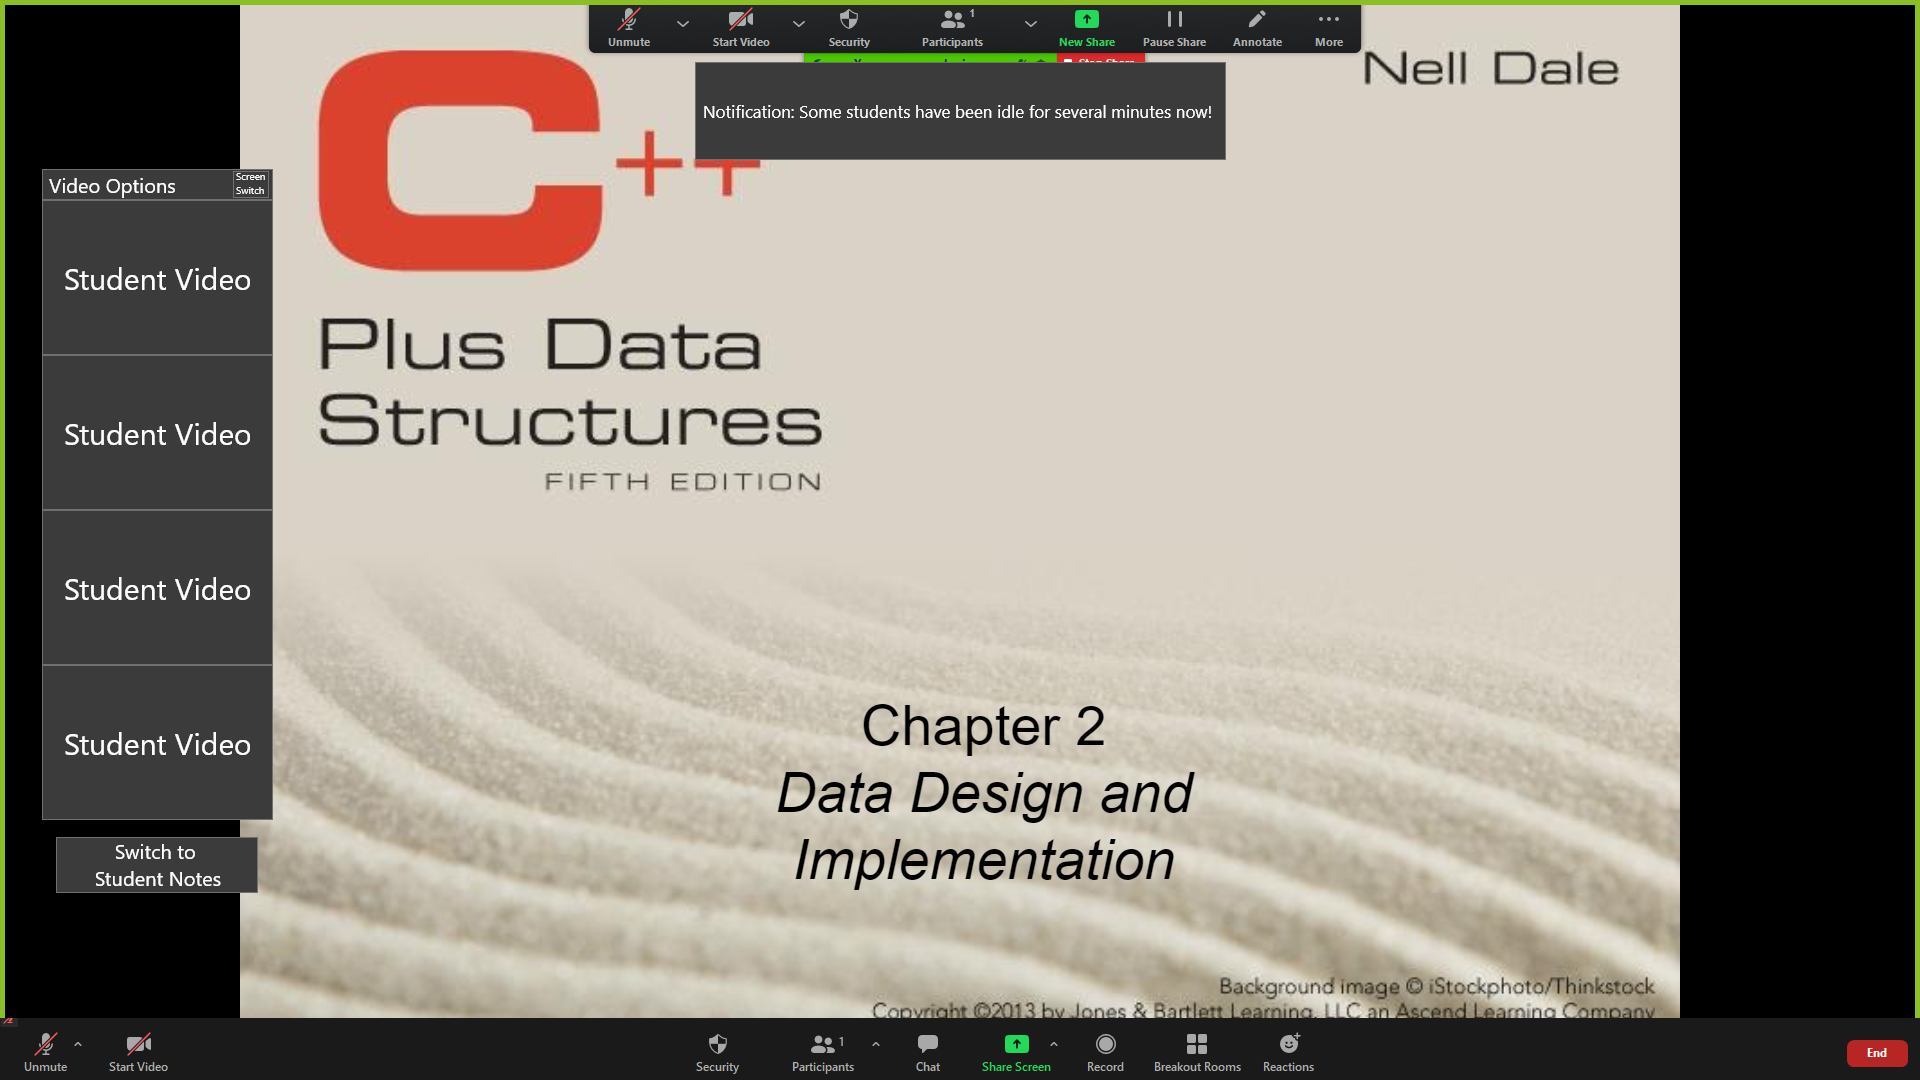 Unmute
Start Video
Security
Participants
1
New Share
Pause Share
Annotate
More
Stop Share
Nell Dale
Notification: Some students have been idle for several minutes now!
C++
Video Options
Screen
Switch
Student Video
Student Video
Student Video
Student Video
Switch to
Student Notes
Plus Data
Structures
FIFTH EDITION
Chapter 2
Data Design and
Implementation
Background image © iStockphoto/Thinkstock
Copyright ©2013 by Jones & Bartlett Learning, LLC an Ascend Learning Company
Unmute
Start Video
Security
Participants
1
Chat
Share Screen
Record
Breakout Rooms
Reactions
End